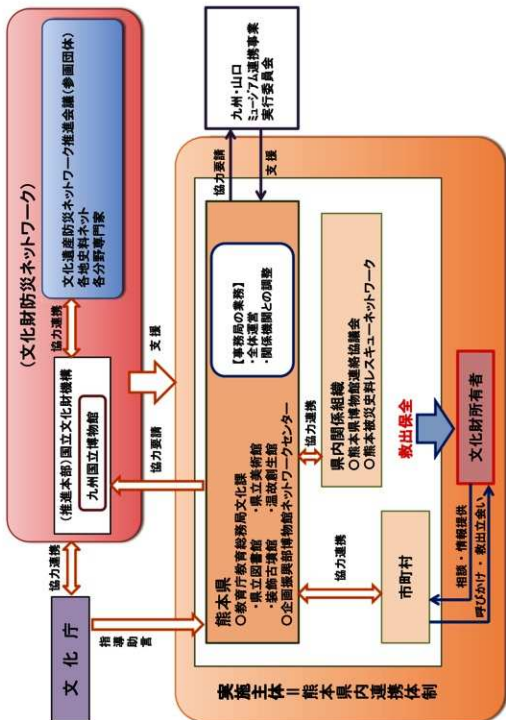 (文化財防災ネットワーク)
文化庁
協力連携
(推進本部)国立文化財機構
九州国立博物館
協力連携
文化遺産防災ネットワーク推進会議(参画団体)
各地史料ネット
各分野専門家
指導
助言
協力要請
支援
実施主体=熊本県内連携体制
熊本県
○教育庁教育総務局文化課
・県立図書館 ・県立美術館
・装飾古墳館 ・温故創生館
○企画振興部博物館ネットワークセンター
【事務局の業務】
・全体運営
・関係機関との調整
協力要請
支援
九州・山口
ミュージアム連携事業
実行委員会
協力連携
協力連携
市町村
県内関係組織
○熊本県博物館連絡協議会
○熊本被災史料レスキューネットワーク
救出保全
相談・情報提供
呼びかけ・救出立会い
文化財所有者